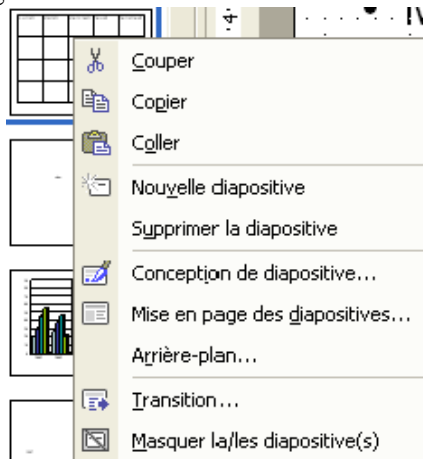 Couper
Copier
Coller
Nouvelle diapositive
Supprimer la diapositive
Conception de diapositive...
Mise en page des diapositives...
Arrière-plan...
Transition...
Masquer la/les diapositive(s)